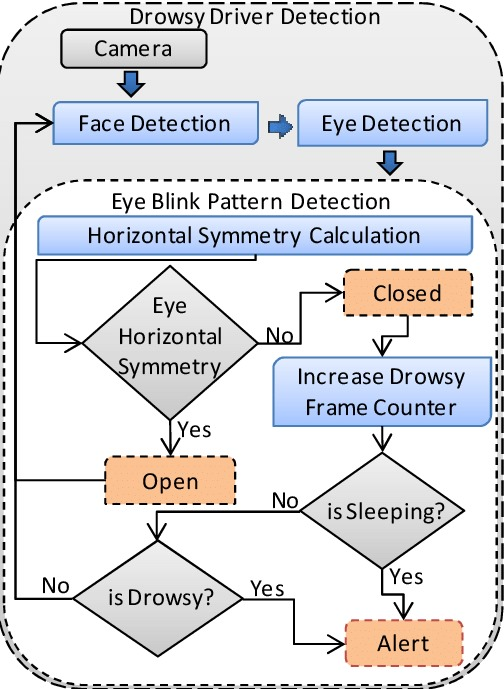 Drowsy Driver Detection
Camera
Face Detection
Eye Detection
Eye Blink Pattern Detection
Horizontal Symmetry Calculation
Eye
Horizontal
Symmetry
No
Closed
Increase Drowsy
Frame Counter
Yes
Open
No
is Sleeping?
Yes
No
is Drowsy?
Yes
Alert